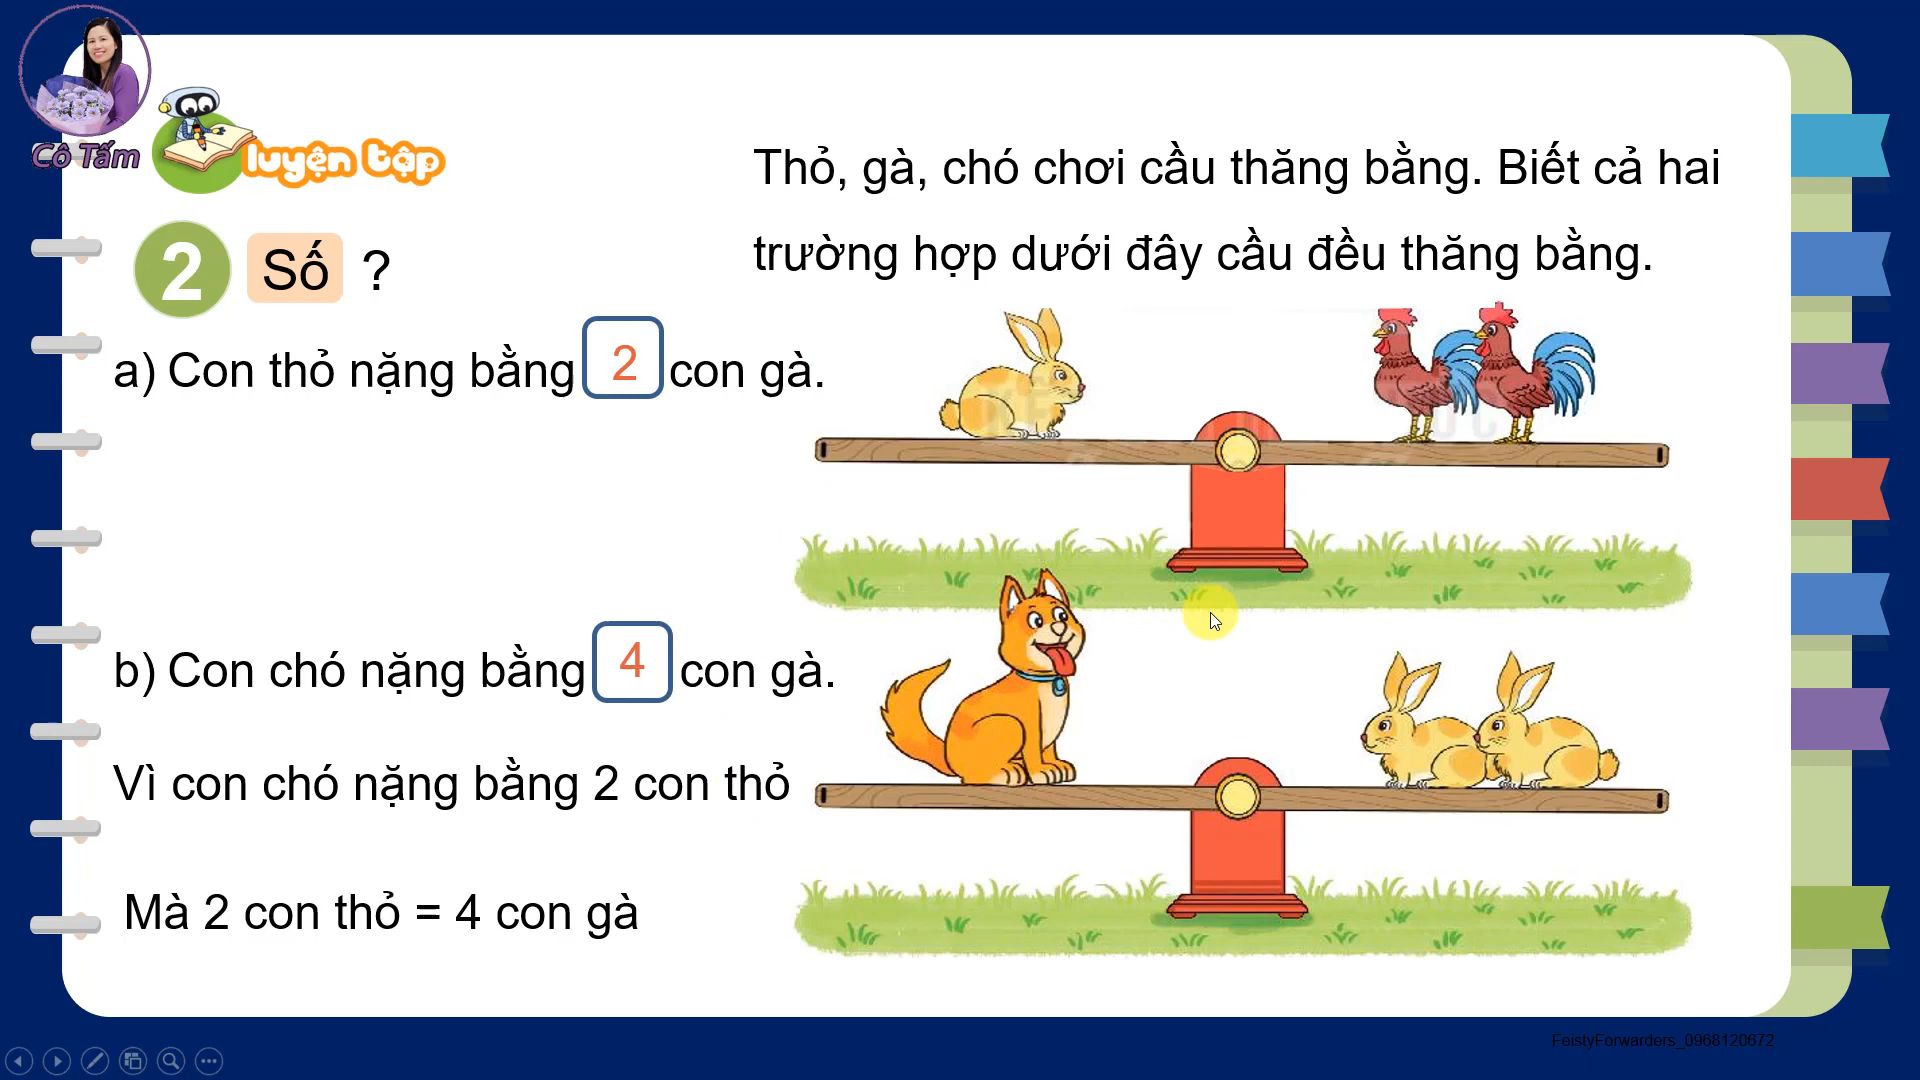 Cô Tấm
luyện tập
Thỏ, gà, chó chơi cầu thăng bằng. Biết cả hai
trường hợp dưới đây cầu đều thăng bằng.
2 Số ?
a) Con thỏ nặng bằng 2 con gà.
b) Con chó nặng bằng 4 con gà.
Vì con chó nặng bằng 2 con thỏ
Mà 2 con thỏ = 4 con gà
FeistyForwarders_0968120672